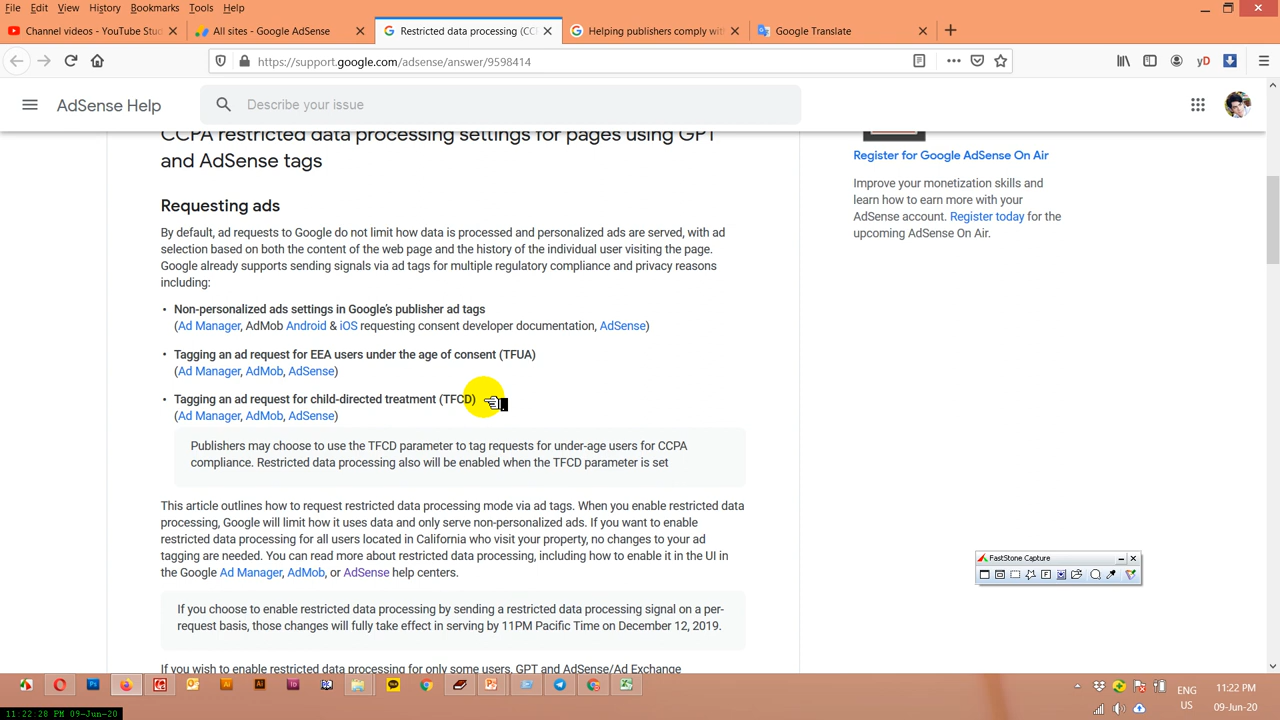 File Edit View History Bookmarks Tools Help
Channel videos - YouTube Stu
All sites - Google AdSense
Restricted data processing (CC
Helping publishers comply wit
Google Translate
https://support.google.com/adsense/answer/9598414
yD
AdSense Help
Describe your issue
CCPA restricted data processing settings for pages using GPT
and AdSense tags
Requesting ads
By default, ad requests to Google do not limit how data is processed and personalized ads are served, with ad
selection based on both the content of the web page and the history of the individual user visiting the page.
Google already supports sending signals via ad tags for multiple regulatory compliance and privacy reasons
including:
• Non-personalized ads settings in Google's publisher ad tags
(Ad Manager, AdMob Android & iOS requesting consent developer documentation, AdSense)
• Tagging an ad request for EEA users under the age of consent (TFUA)
(Ad Manager, AdMob, AdSense)
• Tagging an ad request for child-directed treatment (TFCD)
(Ad Manager, AdMob, AdSense)
Publishers may choose to use the TFCD parameter to tag requests for under-age users for CCPA
compliance. Restricted data processing also will be enabled when the TFCD parameter is set
This article outlines how to request restricted data processing mode via ad tags. When you enable restricted data
processing, Google will limit how it uses data and only serve non-personalized ads. If you want to enable
restricted data processing for all users located in California who visit your property, no changes to your ad
tagging are needed. You can read more about restricted data processing, including how to enable it in the UI in
the Google Ad Manager, AdMob, or AdSense help centers.
If you choose to enable restricted data processing by sending a restricted data processing signal on a per-
request basis, those changes will fully take effect in serving by 11PM Pacific Time on December 12, 2019.
If you wish to enable restricted data processing for only some users, GPT and AdSense/Ad Exchange
Register for Google AdSense On Air
Improve your monetization skills and
learn how to earn more with your
AdSense account. Register today for the
upcoming AdSense On Air.
FastStone Capture
ENG
US
11:22 PM
09-Jun-20
11:22:28 PM 09-Jun-20